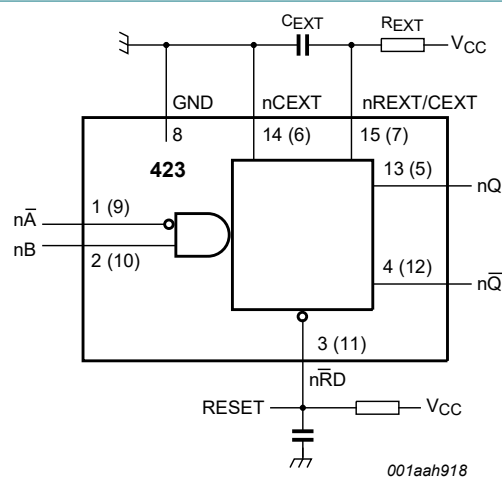 CEXT REXT VCC
GND nCEXT nREXT/CEXT
8 14 (6) 15 (7)
423 13 (5) nQ
nA̅ 1 (9)
nB 2 (10)
4 (12) nQ̅
3 (11)
nR̅D
RESET VCC
001aah918